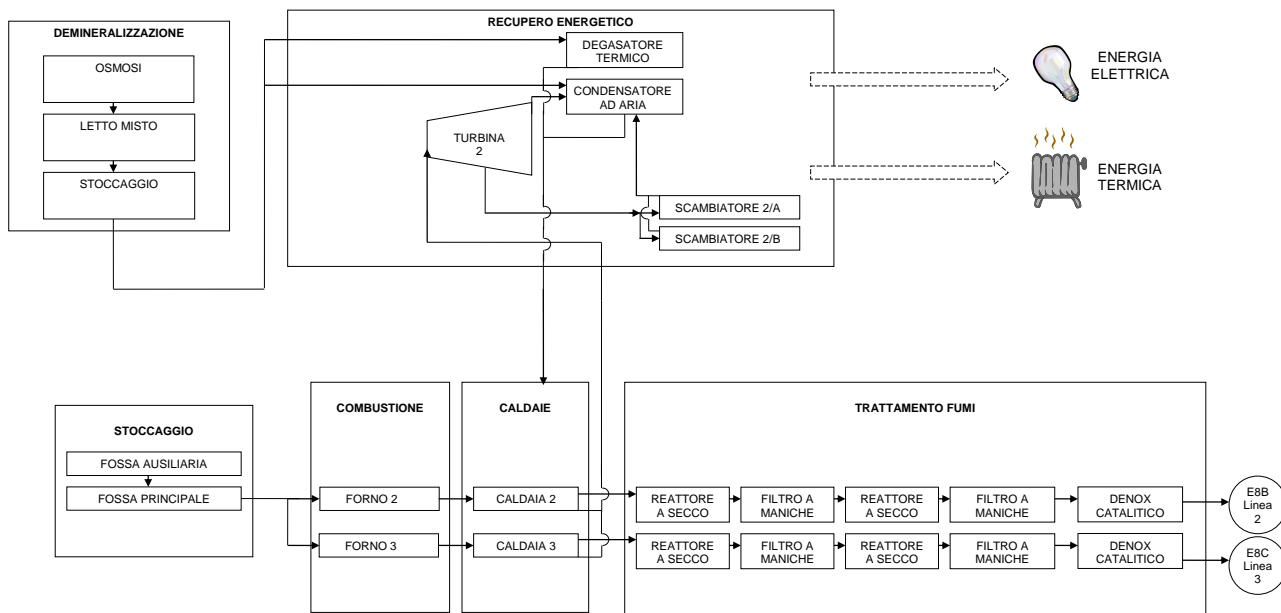 DEMINERALIZZAZIONE
OSMOSI
LETTO MISTO
STOCCAGGIO
RECUPERO ENERGETICO
DEGASATORE
TERMICO
CONDENSATORE
AD ARIA
TURBINA
2
SCAMBIATORE 2/A
SCAMBIATORE 2/B
ENERGIA
ELETTRICA
ENERGIA
TERMICA
STOCCAGGIO
FOSSA AUSILIARIA
FOSSA PRINCIPALE
COMBUSTIONE
FORNO 2
FORNO 3
CALDAIE
CALDAIA 2
CALDAIA 3
TRATTAMENTO FUMI
REATTORE
A SECCO
FILTRO A
MANICHE
REATTORE
A SECCO
FILTRO A
MANICHE
DENOX
CATALITICO
E8B
Linea
2
REATTORE
A SECCO
FILTRO A
MANICHE
REATTORE
A SECCO
FILTRO A
MANICHE
DENOX
CATALITICO
E8C
Linea
3